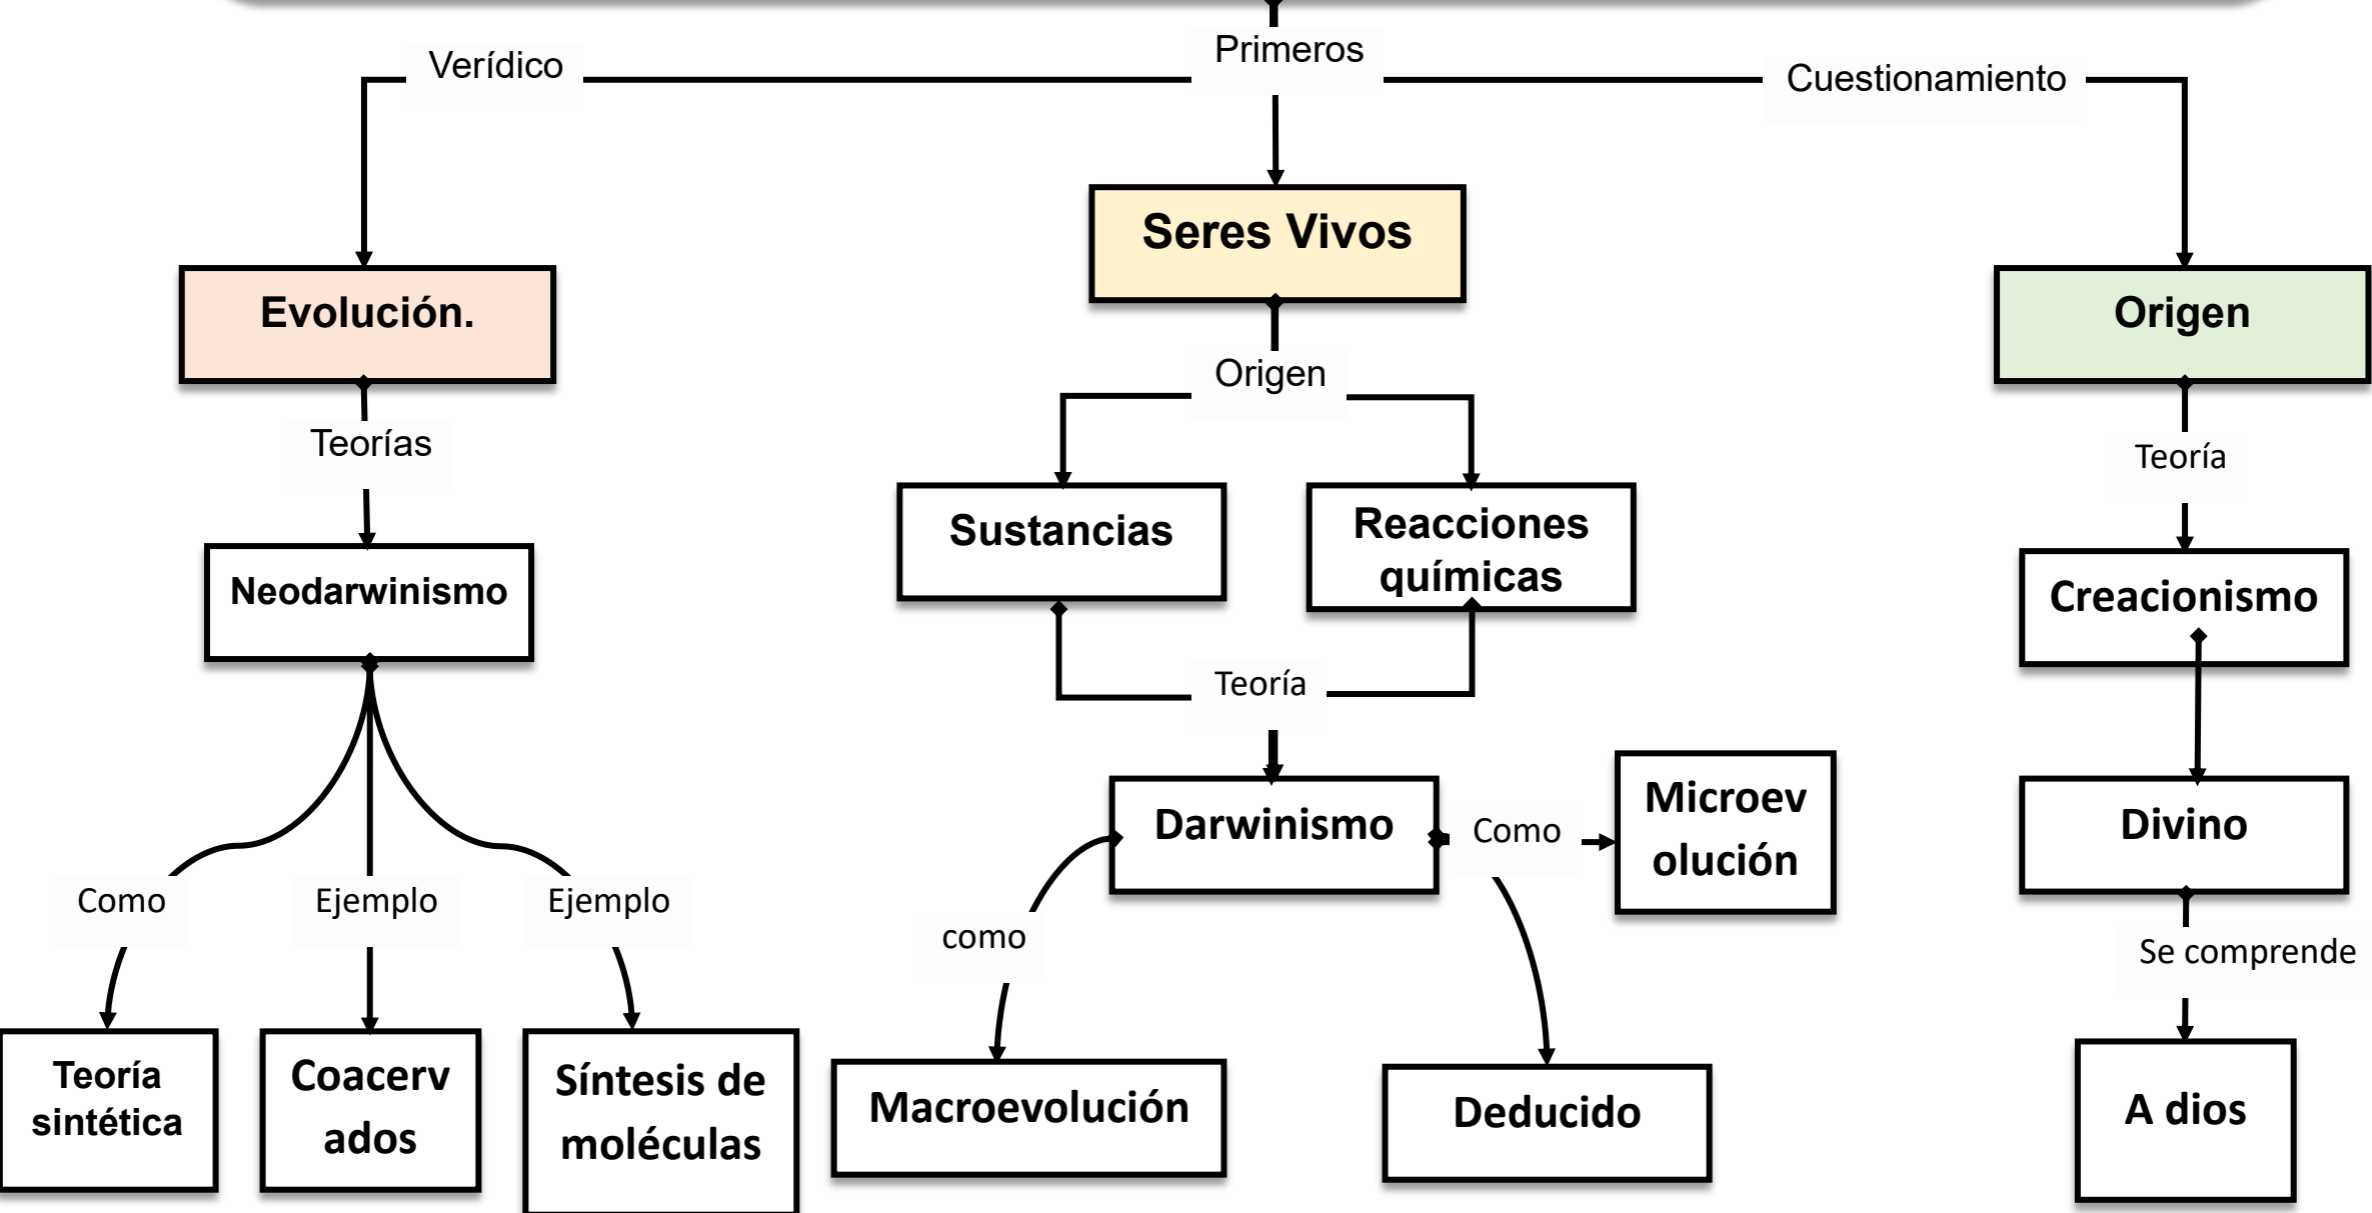 Verídico
Primeros
Cuestionamiento
Seres Vivos
Evolución.
Origen
Origen
Teorías
Teoría
Sustancias
Reacciones
químicas
Neodarwinismo
Creacionismo
Teoría
Darwinismo
Como
Microev
olución
Divino
Como
Ejemplo
Ejemplo
como
Se comprende
Teoría
sintética
Coacerv
ados
Síntesis de
moléculas
Macroevolución
Deducido
A dios